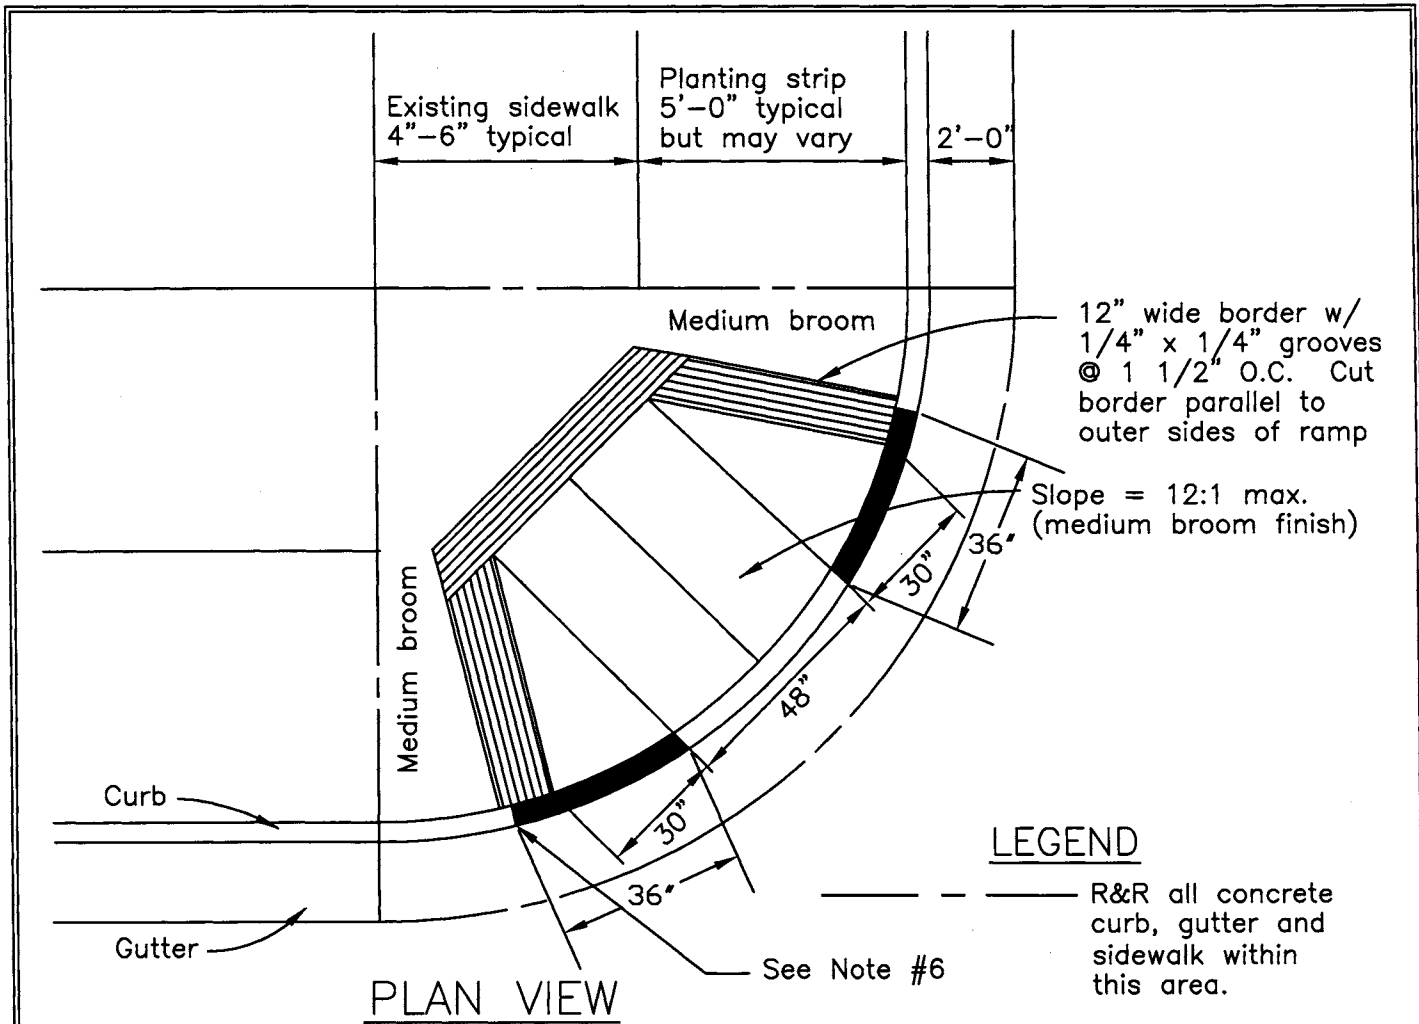 Existing sidewalk
4"-6" typical
Planting strip
5'-0" typical
but may vary
2'-0"
Medium broom
12" wide border w/
1/4" x 1/4" grooves
@ 1 1/2" O.C. Cut
border parallel to
outer sides of ramp
Slope = 12:1 max.
(medium broom finish)
36"
30"
48"
30"
36"
Medium broom
Curb
Gutter
See Note #6
PLAN VIEW
LEGEND
R&R all concrete
curb, gutter and
sidewalk within
this area.